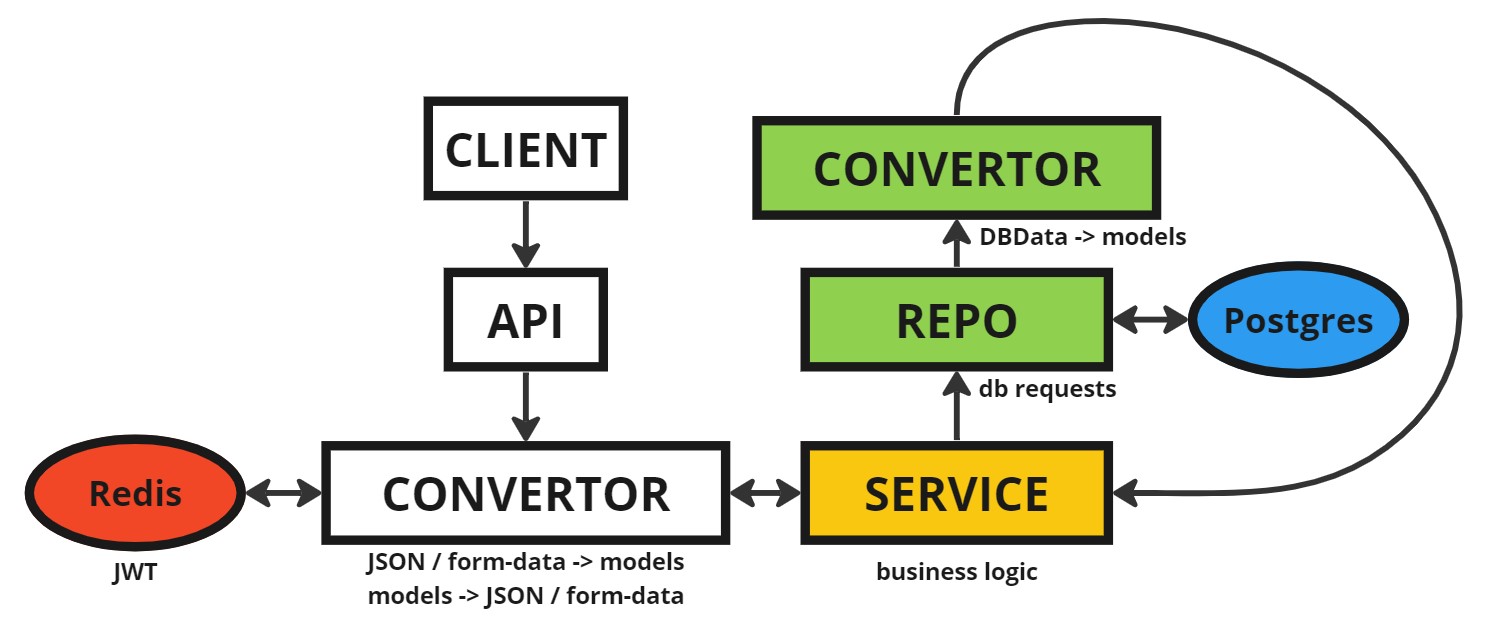 CLIENT
CONVERTOR
DBData -> models
API
REPO
Postgres
db requests
Redis
CONVERTOR
SERVICE
JWT
JSON / form-data -> models
models -> JSON / form-data
business logic